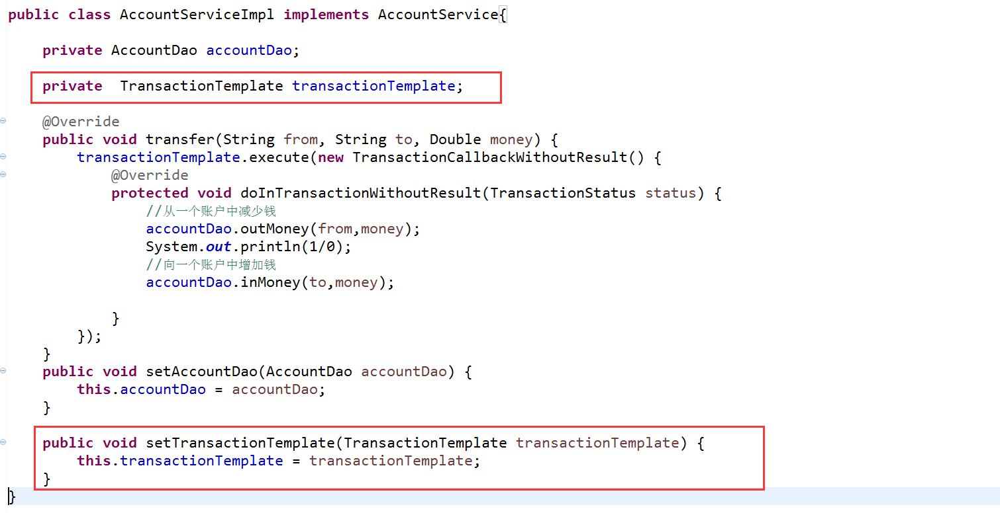 public class AccountServiceImpl implements AccountService{
private AccountDao accountDao;
private  TransactionTemplate transactionTemplate;
@Override
public void transfer(String from, String to, Double money) {
transactionTemplate.execute(new TransactionCallbackWithoutResult() {
@Override
protected void doInTransactionWithoutResult(TransactionStatus status) {
//从一个账户中减少钱
accountDao.outMoney(from,money);
System.out.println(1/0);
//向一个账户中增加钱
accountDao.inMoney(to,money);
}
});
}
public void setAccountDao(AccountDao accountDao) {
this.accountDao = accountDao;
}
public void setTransactionTemplate(TransactionTemplate transactionTemplate) {
this.transactionTemplate = transactionTemplate;
}
}